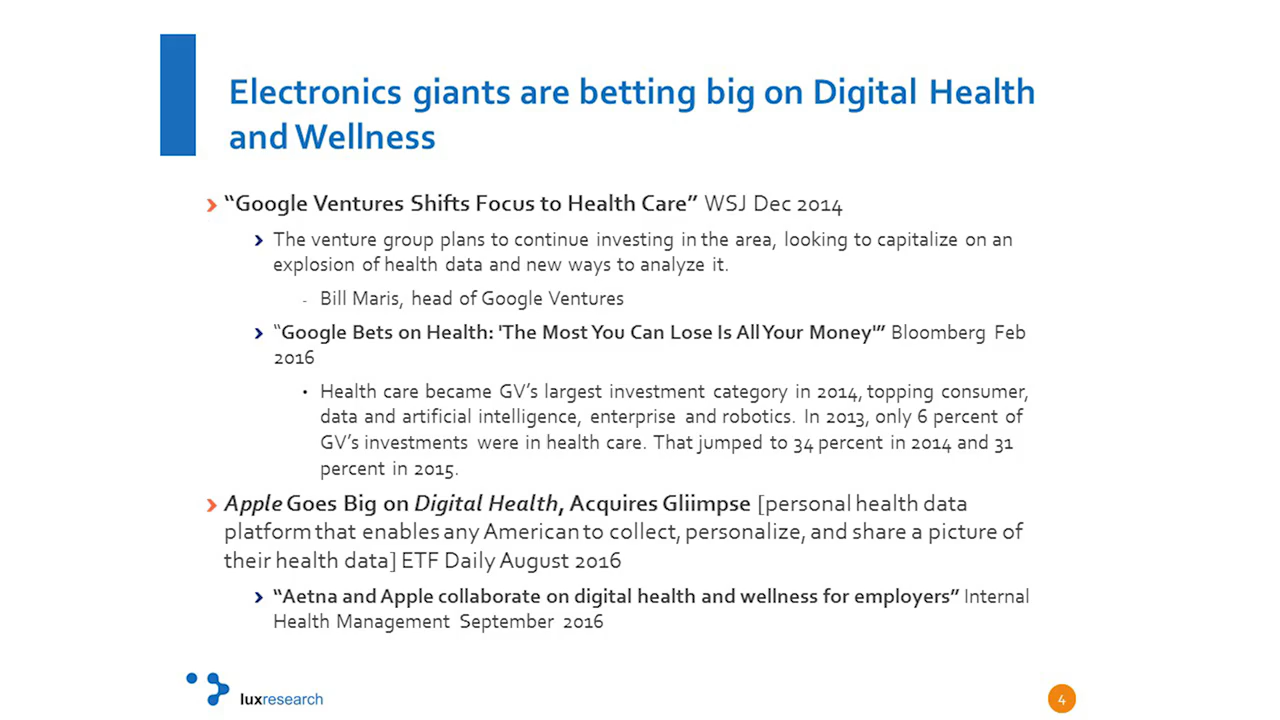 Electronics giants are betting big on Digital Health
and Wellness
“Google Ventures Shifts Focus to Health Care” WSJ Dec 2014
The venture group plans to continue investing in the area, looking to capitalize on an
explosion of health data and new ways to analyze it.
- Bill Maris, head of Google Ventures
“Google Bets on Health: 'The Most You Can Lose Is All Your Money'” Bloomberg Feb
2016
• Health care became GV’s largest investment category in 2014, topping consumer,
data and artificial intelligence, enterprise and robotics. In 2013, only 6 percent of
GV’s investments were in health care. That jumped to 34 percent in 2014 and 31
percent in 2015.
Apple Goes Big on Digital Health, Acquires Gliimpse [personal health data
platform that enables any American to collect, personalize, and share a picture of
their health data] ETF Daily August 2016
“Aetna and Apple collaborate on digital health and wellness for employers” Internal
Health Management September 2016
luxresearch
4